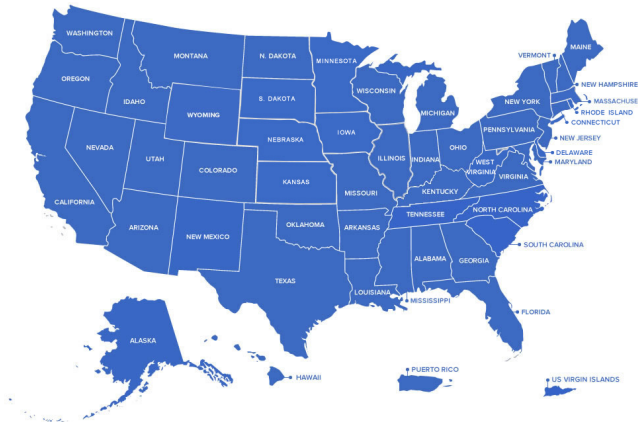 WASHINGTON
MONTANA
N. DAKOTA
MINNESOTA
VERMONT
MAINE
OREGON
IDAHO
WYOMING
S. DAKOTA
WISCONSIN
MICHIGAN
NEW YORK
NEW HAMPSHIRE
MASSACHUSE
RHODE ISLAND
CONNECTICUT
NEVADA
UTAH
COLORADO
NEBRASKA
IOWA
ILLINOIS
INDIANA
OHIO
PENNSYLVANIA
NEW JERSEY
DELAWARE
MARYLAND
WEST
VIRGINIA
VIRGINIA
CALIFORNIA
KANSAS
MISSOURI
KENTUCKY
ARIZONA
NEW MEXICO
OKLAHOMA
ARKANSAS
TENNESSEE
NORTH CAROLINA
SOUTH CAROLINA
TEXAS
LOUISIANA
MISSISSIPPI
ALABAMA
GEORGIA
FLORIDA
ALASKA
HAWAII
PUERTO RICO
US VIRGIN ISLANDS